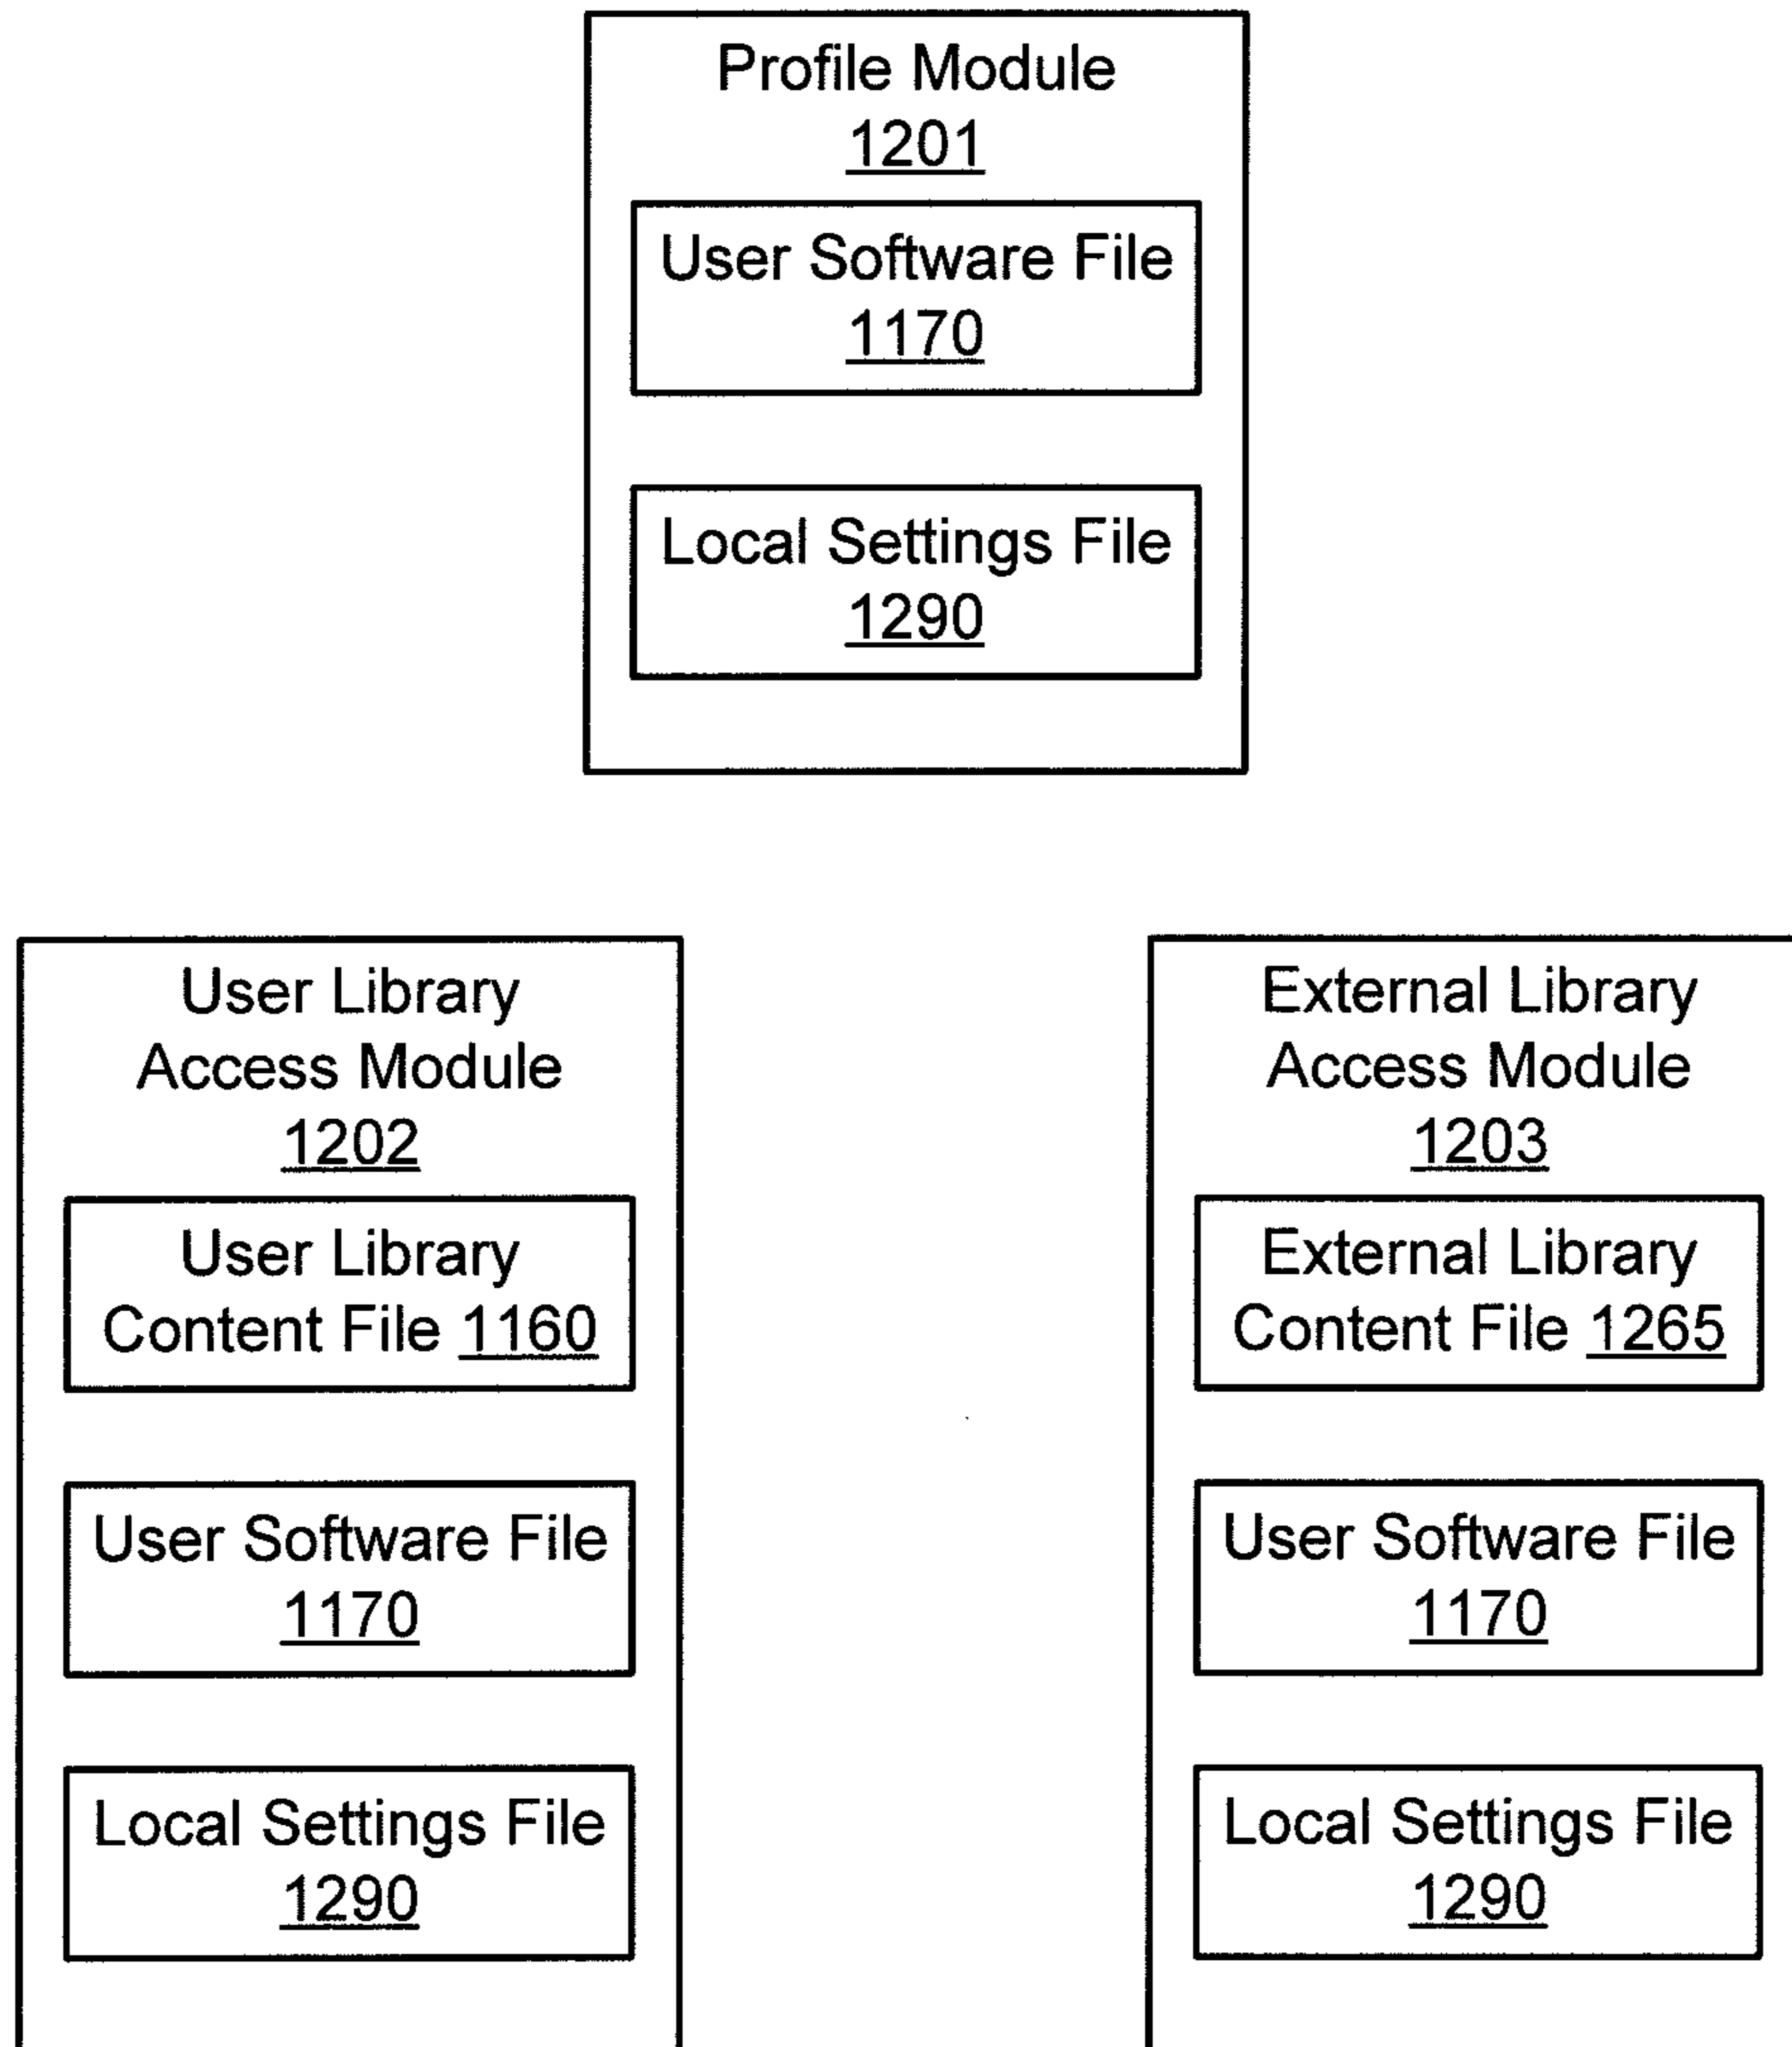 Profile Module
1201
User Software File
1170
Local Settings File
1290
User Library
Access Module
1202
User Library
Content File 1160
User Software File
1170
Local Settings File
1290
External Library
Access Module
1203
External Library
Content File 1265
User Software File
1170
Local Settings File
1290